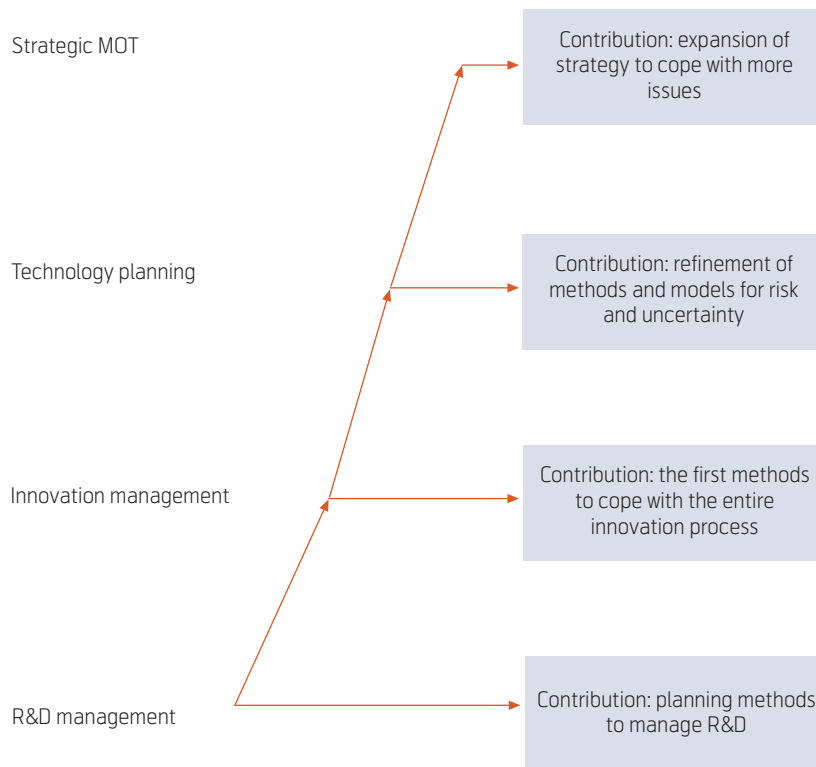 Strategic MOT
Contribution: expansion of
strategy to cope with more
issues
Technology planning
Contribution: refinement of
methods and models for risk
and uncertainty
Innovation management
Contribution: the first methods
to cope with the entire
innovation process
R&D management
Contribution: planning methods
to manage R&D